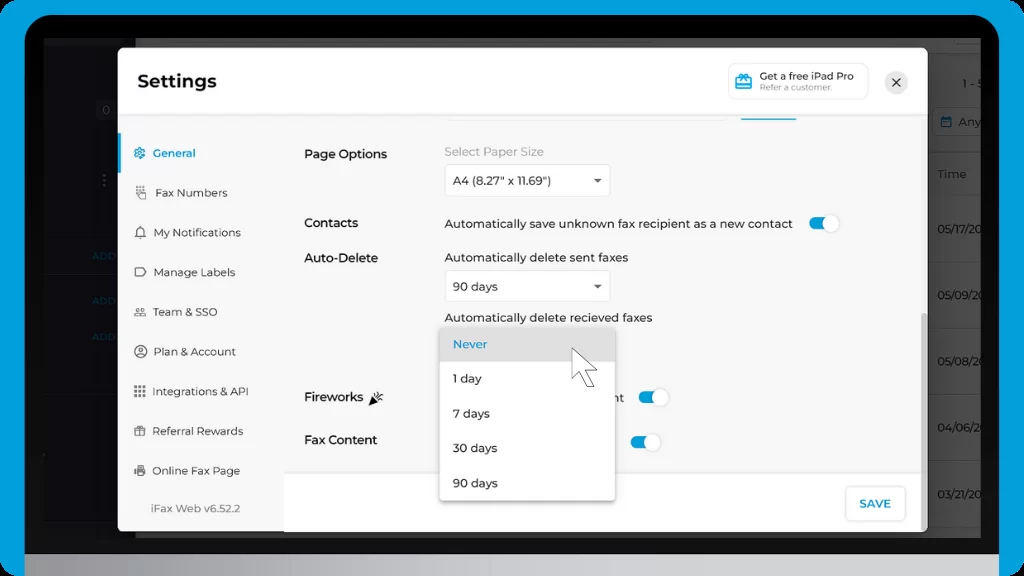 Settings
Get a free iPad Pro
Refer a customer.
0
1 - 5
Any
General
Fax Numbers
My Notifications
Manage Labels
Team & SSO
Plan & Account
Integrations & API
Referral Rewards
Online Fax Page
iFax Web v6.52.2
Page Options
Select Paper Size
A4 (8.27" x 11.69")
Contacts
Automatically save unknown fax recipient as a new contact
Auto-Delete
Automatically delete sent faxes
90 days
Automatically delete recieved faxes
Never
1 day
7 days
30 days
90 days
Fireworks
nt
Fax Content
SAVE
ADD
ADD
ADD
Time
05/17/20
05/09/20
05/08/20
04/06/20
03/21/20